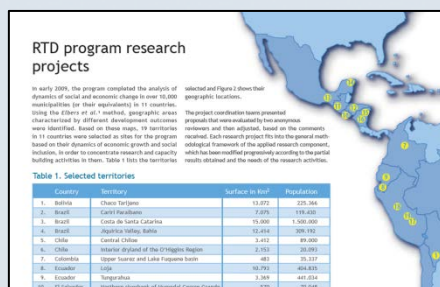 RTD program research
projects
In early 2009, the program completed the analysis of
dynamics of social and economic change in over 10,000
municipalities (or their equivalents) in 11 countries.
Using the Elbers et al.¹ method, geographic areas
characterized by different development outcomes
were identified. Based on these maps, 19 territories
in 11 countries were selected as sites for the program
based on their dynamics of economic growth and social
inclusion, in order to concentrate research and capacity
building activities in them. Table 1 lists the territories
selected and Figure 2 shows their
geographic locations.
The project coordination teams presented
proposals that were evaluated by two anonymous
reviewers and then adjusted, based on the comments
received. Each research project fits into the general meth-
odological framework of the applied research component,
which has been modified progressively according to the partial
results obtained and the needs of the research activities.
Table 1. Selected territories
Country Territory Surface in Km² Population
1. Bolivia Chaco Tarijeno 13.072 225.366
2. Brazil Cariri Paraibano 7.075 119.430
3. Brazil Costa de Santa Catarina 15.000 1.500.000
4. Brazil Jiquiriça Valley, Bahia 12.414 309.192
5. Chile Central Chiloe 3.412 89.000
6. Chile Interior dryland of the O'Higgins Region 2.153 20.093
7. Colombia Upper Suarez and Lake Fuquene basin 483 35.337
8. Ecuador Loja 10.793 404.835
9. Ecuador Tungurahua 3.369 441.034
10. El Salvador